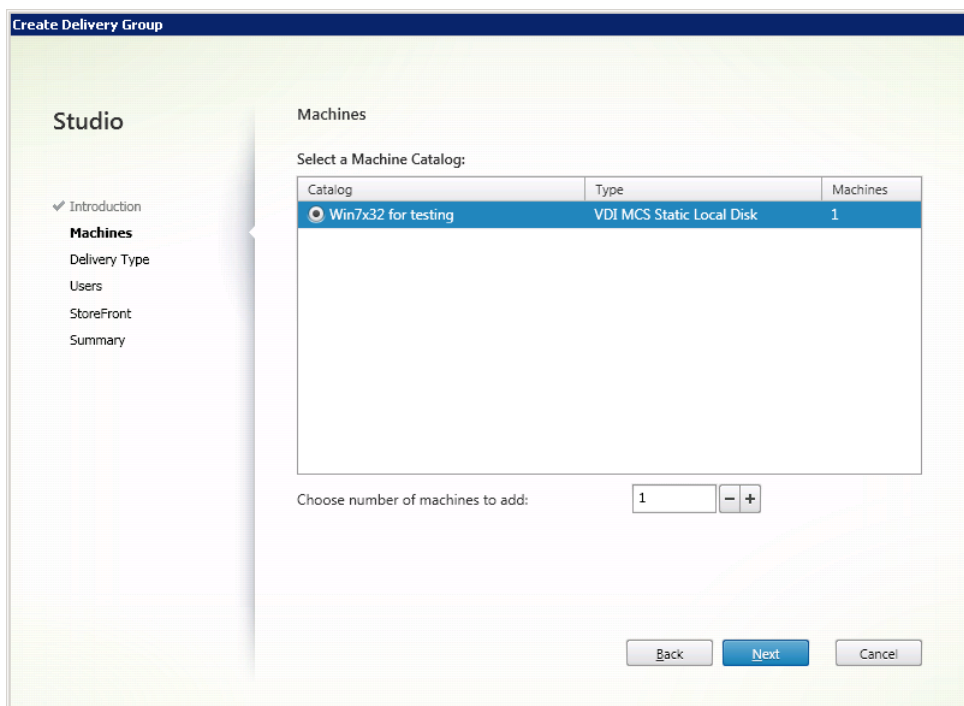 Create Delivery Group
Studio
Introduction
Machines
Delivery Type
Users
StoreFront
Summary
Machines
Select a Machine Catalog:
Catalog Type Machines
Win7x32 for testing VDI MCS Static Local Disk 1
Choose number of machines to add: 1 − +
Back Next Cancel